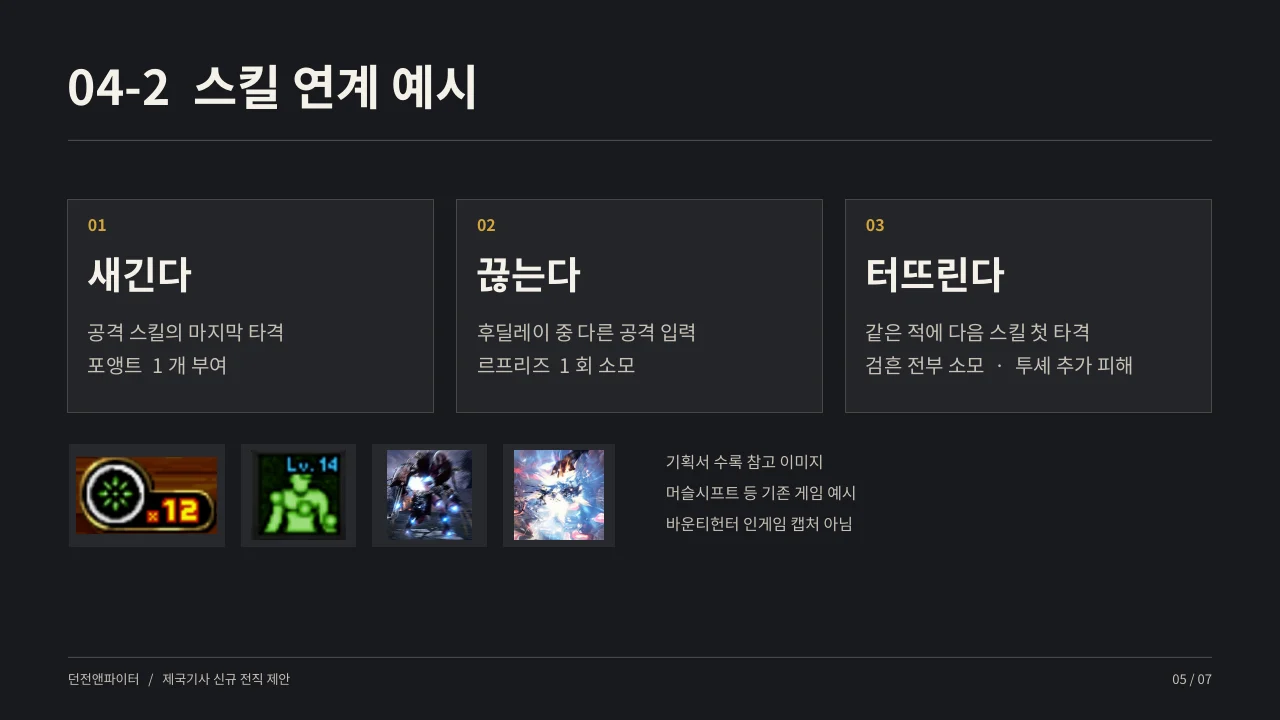 04-2 스킬 연계 예시
01
새긴다
공격 스킬의 마지막 타격
포앵트 1 개 부여
02
끊는다
후딜레이 중 다른 공격 입력
르프리즈 1 회 소모
03
터뜨린다
같은 적에 다음 스킬 첫 타격
검흔 전부 소모 · 투셰 추가 피해
x12
Lv. 14
기획서 수록 참고 이미지
머슬시프트 등 기존 게임 예시
바운티헌터 인게임 캡처 아님
던전앤파이터 / 제국기사 신규 전직 제안
05 / 07